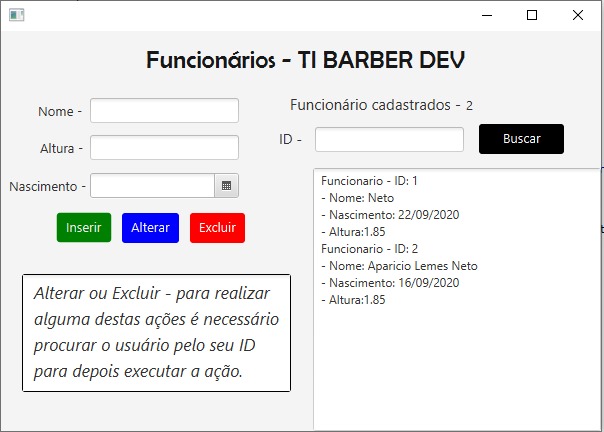 Funcionários - TI BARBER DEV
Nome -
Altura -
Nascimento -
Inserir
Alterar
Excluir
Alterar ou Excluir - para realizar
alguma destas ações é necessário
procurar o usuário pelo seu ID
para depois executar a ação.
Funcionário cadastrados - 2
ID -
Buscar
Funcionario - ID: 1
- Nome: Neto
- Nascimento: 22/09/2020
- Altura:1.85
Funcionario - ID: 2
- Nome: Aparicio Lemes Neto
- Nascimento: 16/09/2020
- Altura:1.85